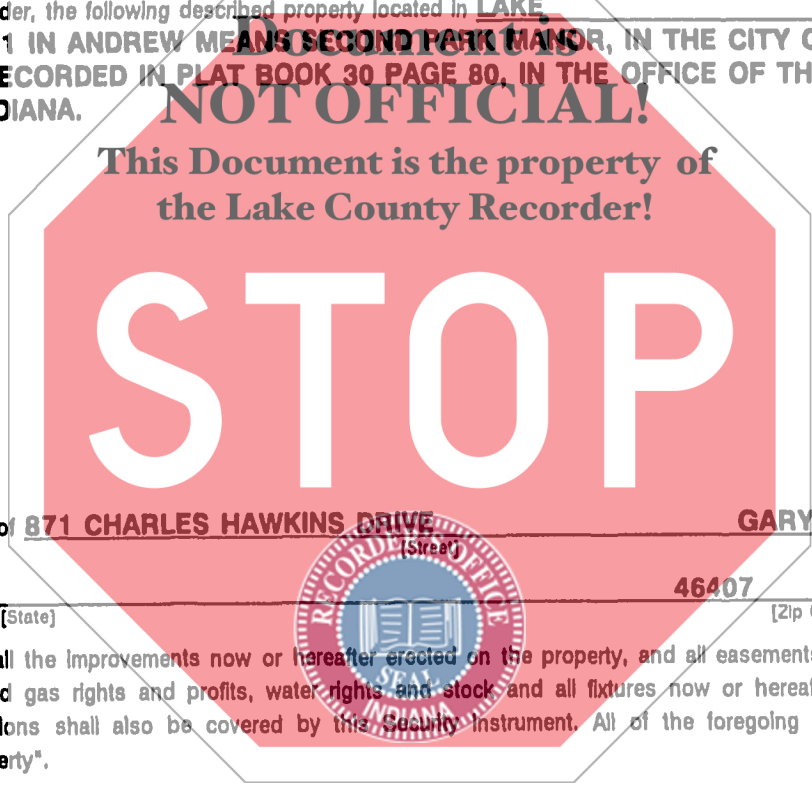 der, the following described property located in LAKE
Document is
1 IN ANDREW MEANS SECOND PARK MANOR, IN THE CITY O
ECORDED IN PLAT BOOK 30 PAGE 80, IN THE OFFICE OF TH
DIANA.
NOT OFFICIAL!
This Document is the property of
the Lake County Recorder!
STOP
of 871 CHARLES HAWKINS DRIVE GARY
[Street]
46407
[State] [Zip
RECORDER'S OFFICE
SEAL
INDIANA
all the improvements now or hereafter erected on the property, and all easements
d gas rights and profits, water rights and stock and all fixtures now or hereaf
ions shall also be covered by this Security Instrument. All of the foregoing
erty".